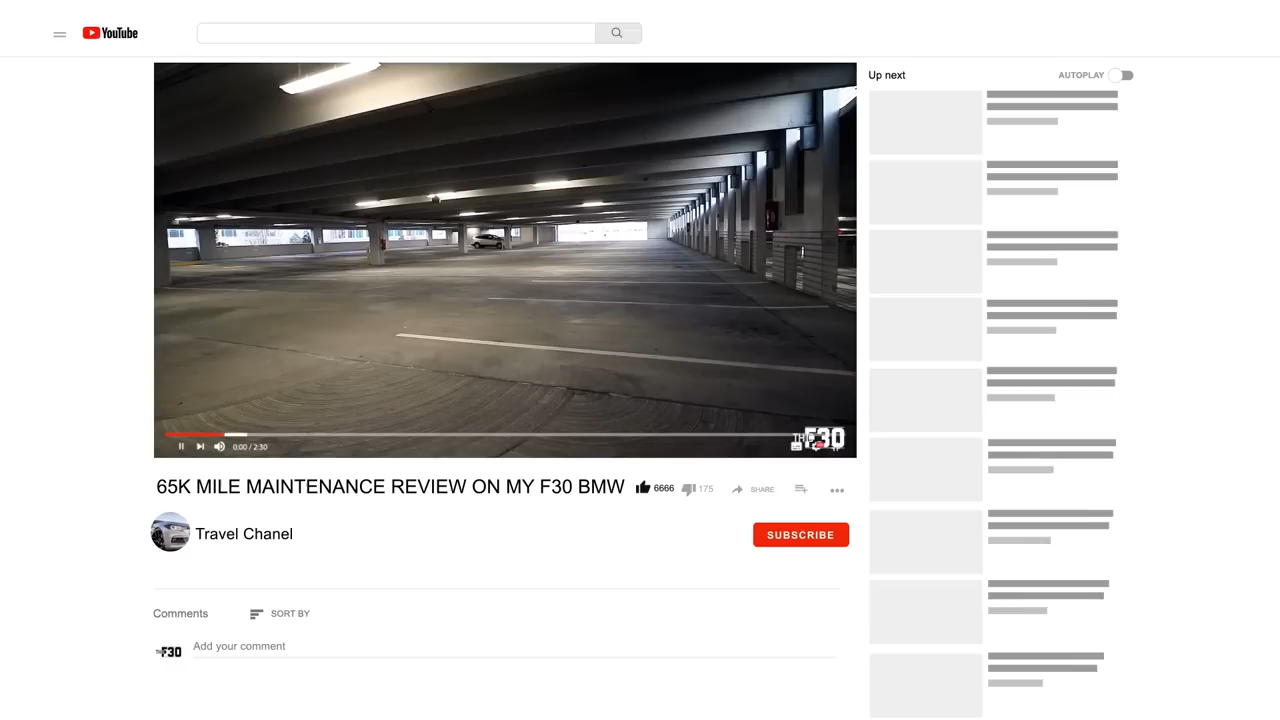 YouTube
Up next
AUTOPLAY
0:00 / 2:30
F30
65K MILE MAINTENANCE REVIEW ON MY F30 BMW
6666
175
SHARE
Travel Chanel
SUBSCRIBE
Comments
SORT BY
Add your comment
F30